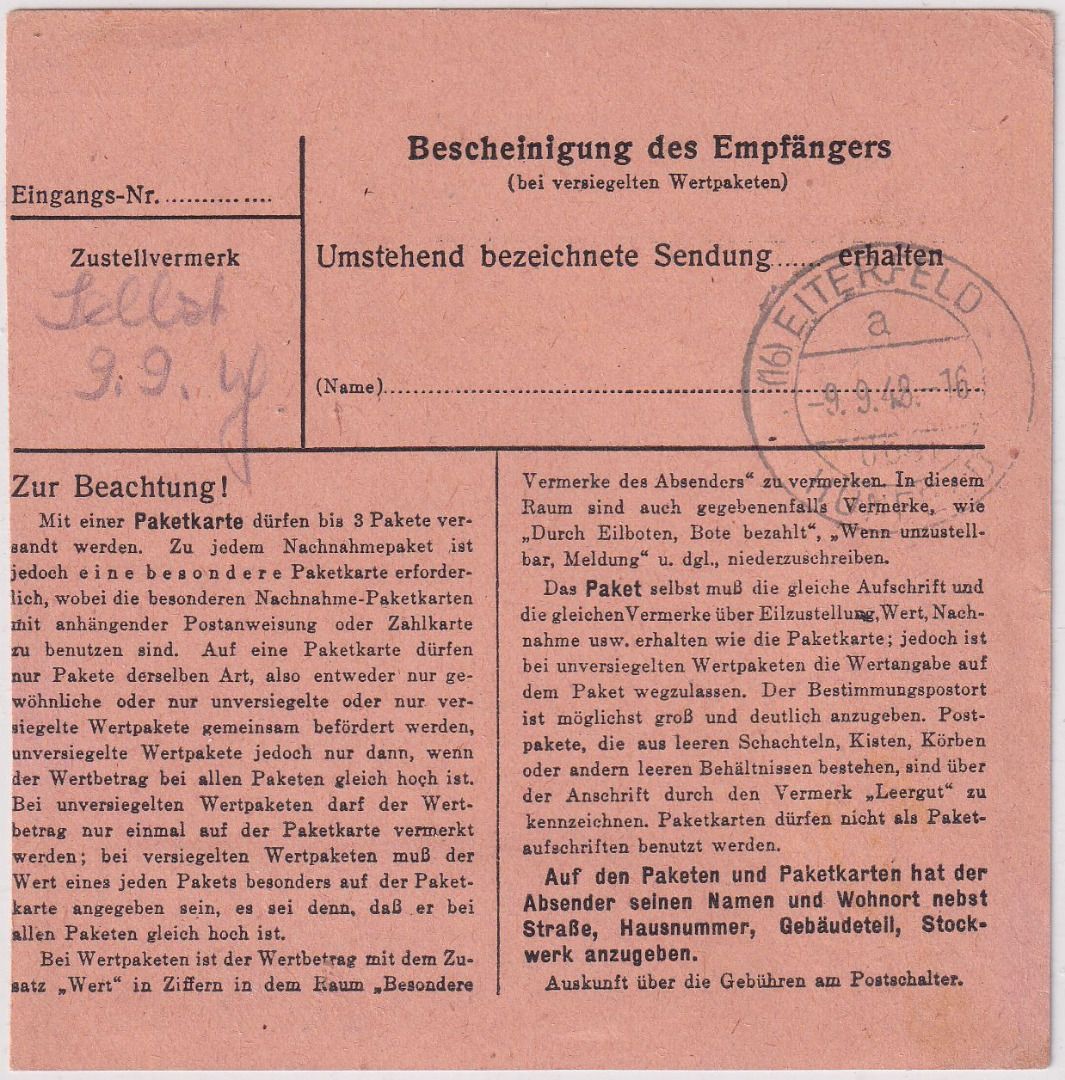 Bescheinigung des Empfängers
(bei versiegelten Wertpaketen)
Eingangs-Nr. ..............
Zustellvermerk
Selbst
9. 9.
Umstehend bezeichnete Sendung ...... erhalten
(Name)
(16) EITERFELD
a
-9. 9. 48.-16
über
HÜNFELD
Zur Beachtung!
Mit einer Paketkarte dürfen bis 3 Pakete ver-
sandt werden. Zu jedem Nachnahmepaket ist
jedoch eine besondere Paketkarte erforder-
lich, wobei die besonderen Nachnahme-Paketkarten
mit anhängender Postanweisung oder Zahlkarte
zu benutzen sind. Auf eine Paketkarte dürfen
nur Pakete derselben Art, also entweder nur ge-
wöhnliche oder nur unversiegelte oder nur ver-
siegelte Wertpakete gemeinsam befördert werden,
unversiegelte Wertpakete jedoch nur dann, wenn
der Wertbetrag bei allen Paketen gleich hoch ist.
Bei unversiegelten Wertpaketen darf der Wert-
betrag nur einmal auf der Paketkarte vermerkt
werden; bei versiegelten Wertpaketen muß der
Wert eines jeden Pakets besonders auf der Paket-
karte angegeben sein, es sei denn, daß er bei
allen Paketen gleich hoch ist.
Bei Wertpaketen ist der Wertbetrag mit dem Zu-
satz „Wert“ in Ziffern in dem Raum „Besondere
Vermerke des Absenders“ zu vermerken. In diesem
Raum sind auch gegebenenfalls Vermerke, wie
„Durch Eilboten, Bote bezahlt“, „Wenn unzustell-
bar, Meldung“ u. dgl., niederzuschreiben.
Das Paket selbst muß die gleiche Aufschrift und
die gleichen Vermerke über Eilzustellung, Wert, Nach-
nahme usw. erhalten wie die Paketkarte; jedoch ist
bei unversiegelten Wertpaketen die Wertangabe auf
dem Paket wegzulassen. Der Bestimmungspostort
ist möglichst groß und deutlich anzugeben. Post-
pakete, die aus leeren Schachteln, Kisten, Körben
oder andern leeren Behältnissen bestehen, sind über
der Anschrift durch den Vermerk „Leergut“ zu
kennzeichnen. Paketkarten dürfen nicht als Paket-
aufschriften benutzt werden.
Auf den Paketen und Paketkarten hat der
Absender seinen Namen und Wohnort nebst
Straße, Hausnummer, Gebäudeteil, Stock-
werk anzugeben.
Auskunft über die Gebühren am Postschalter.